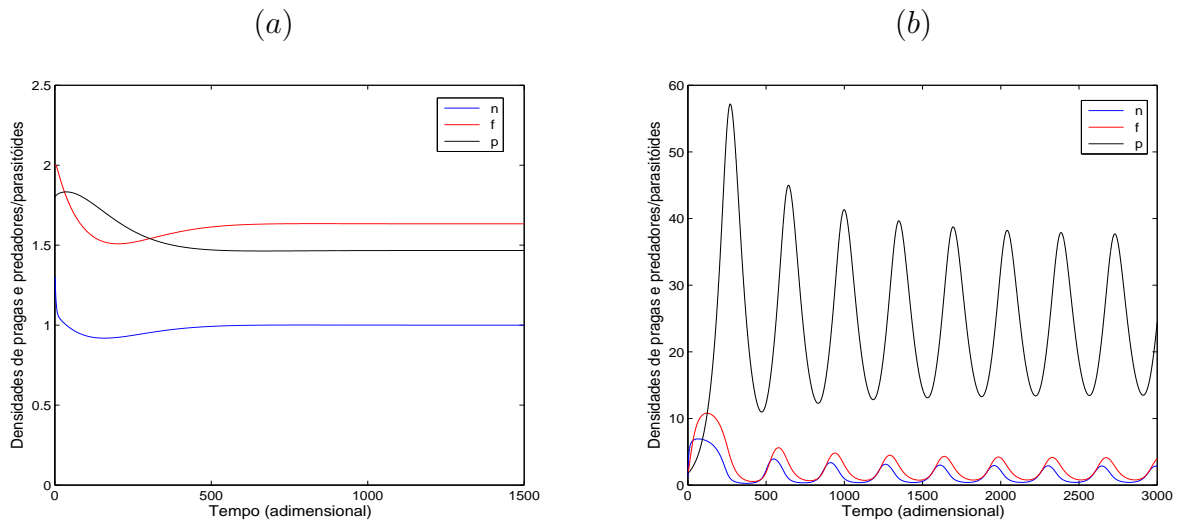 (a)
2.5
2
1.5
1
0.5
0
0
500
1000
1500
n
f
p
Densidades de pragas e predadores/parasitóides
Tempo (adimensional)
(b)
60
50
40
30
20
10
0
0
500
1000
1500
2000
2500
3000
n
f
p
Densidades de pragas e predadores/parasitóides
Tempo (adimensional)